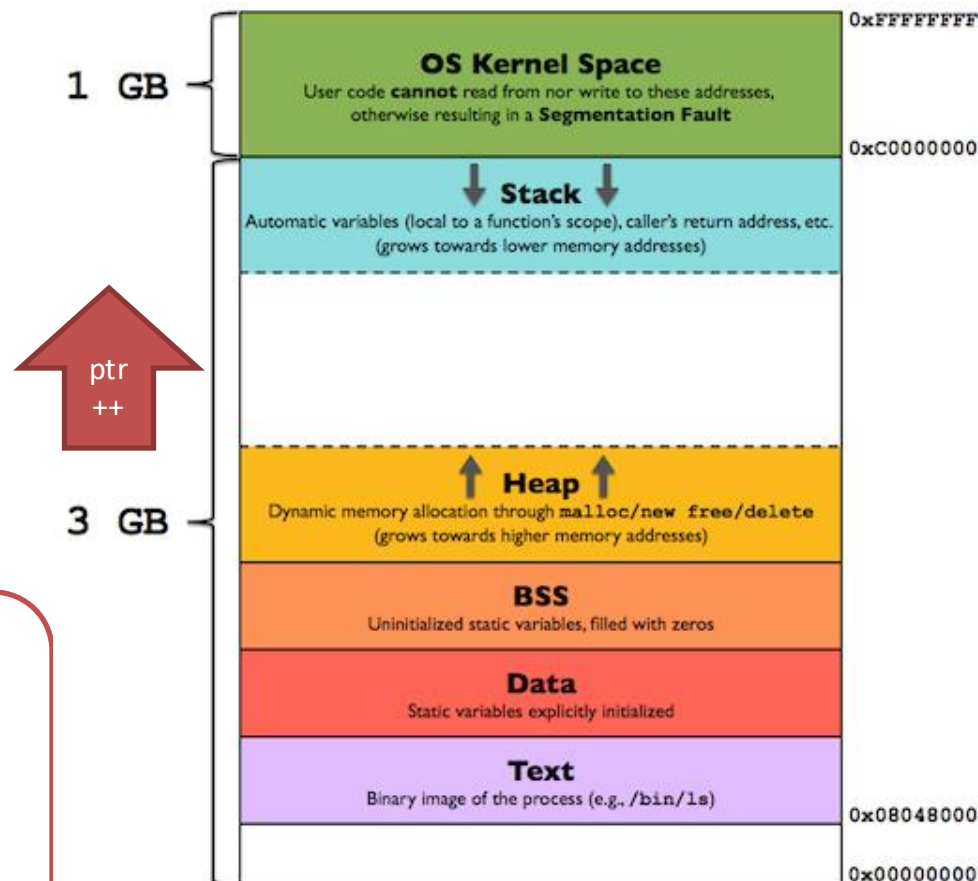 0xFFFFFFFF
1 GB
OS Kernel Space
User code cannot read from nor write to these addresses,
otherwise resulting in a Segmentation Fault
0xC0000000
Stack
Automatic variables (local to a function's scope), caller's return address, etc.
(grows towards lower memory addresses)
ptr
++
Heap
Dynamic memory allocation through malloc/new free/delete
(grows towards higher memory addresses)
3 GB
BSS
Uninitialized static variables, filled with zeros
Data
Static variables explicitly initialized
Text
Binary image of the process (e.g., /bin/ls)
0x08048000
0x00000000